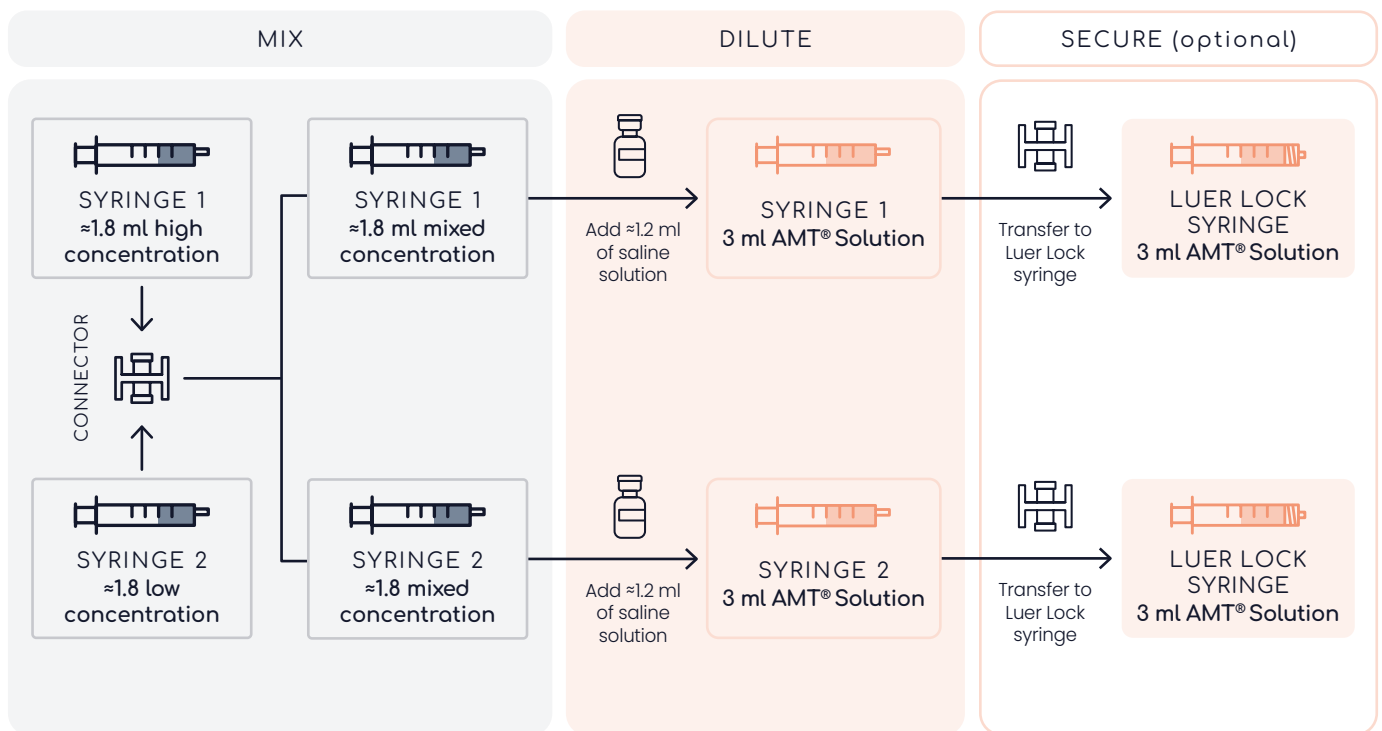 MIX
DILUTE
SECURE (optional)
SYRINGE 1
≈1.8 ml high
concentration
SYRINGE 1
≈1.8 ml mixed
concentration
Add ≈1.2 ml
of saline
solution
SYRINGE 1
3 ml AMT® Solution
Transfer to
Luer Lock
syringe
LUER LOCK
SYRINGE
3 ml AMT® Solution
CONNECTOR
SYRINGE 2
≈1.8 low
concentration
SYRINGE 2
≈1.8 mixed
concentration
Add ≈1.2 ml
of saline
solution
SYRINGE 2
3 ml AMT® Solution
Transfer to
Luer Lock
syringe
LUER LOCK
SYRINGE
3 ml AMT® Solution